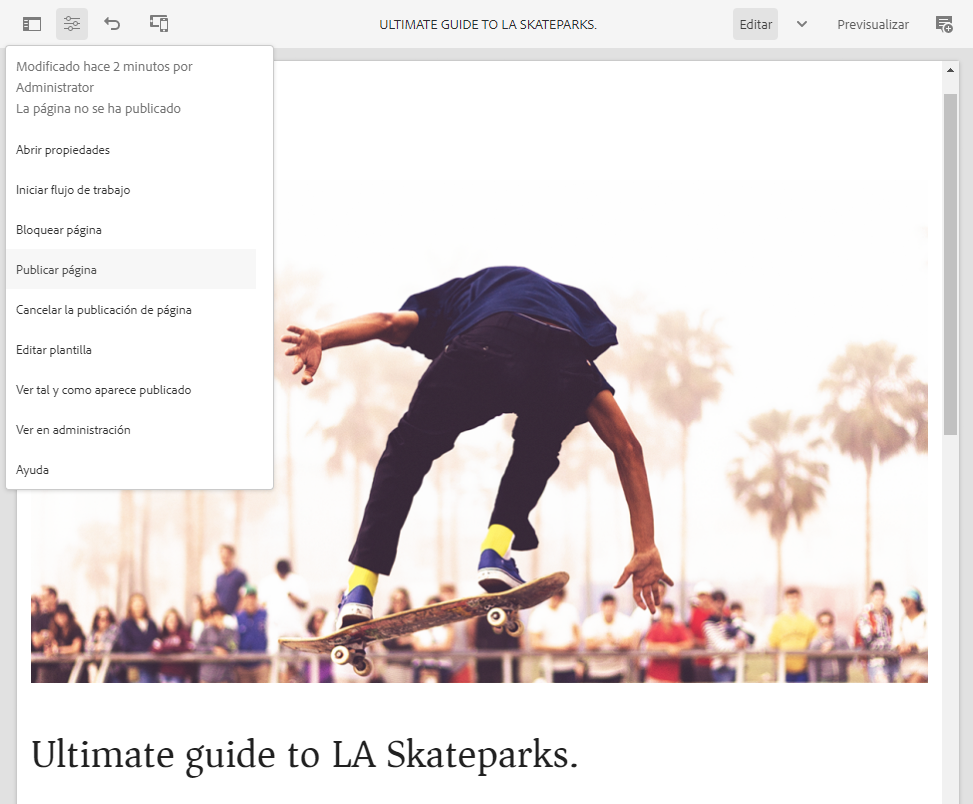 ULTIMATE GUIDE TO LA SKATEPARKS.
Editar
Previsualizar
Modificado hace 2 minutos por
Administrator
La página no se ha publicado
Abrir propiedades
Iniciar flujo de trabajo
Bloquear página
Publicar página
Cancelar la publicación de página
Editar plantilla
Ver tal y como aparece publicado
Ver en administración
Ayuda
Ultimate guide to LA Skateparks.